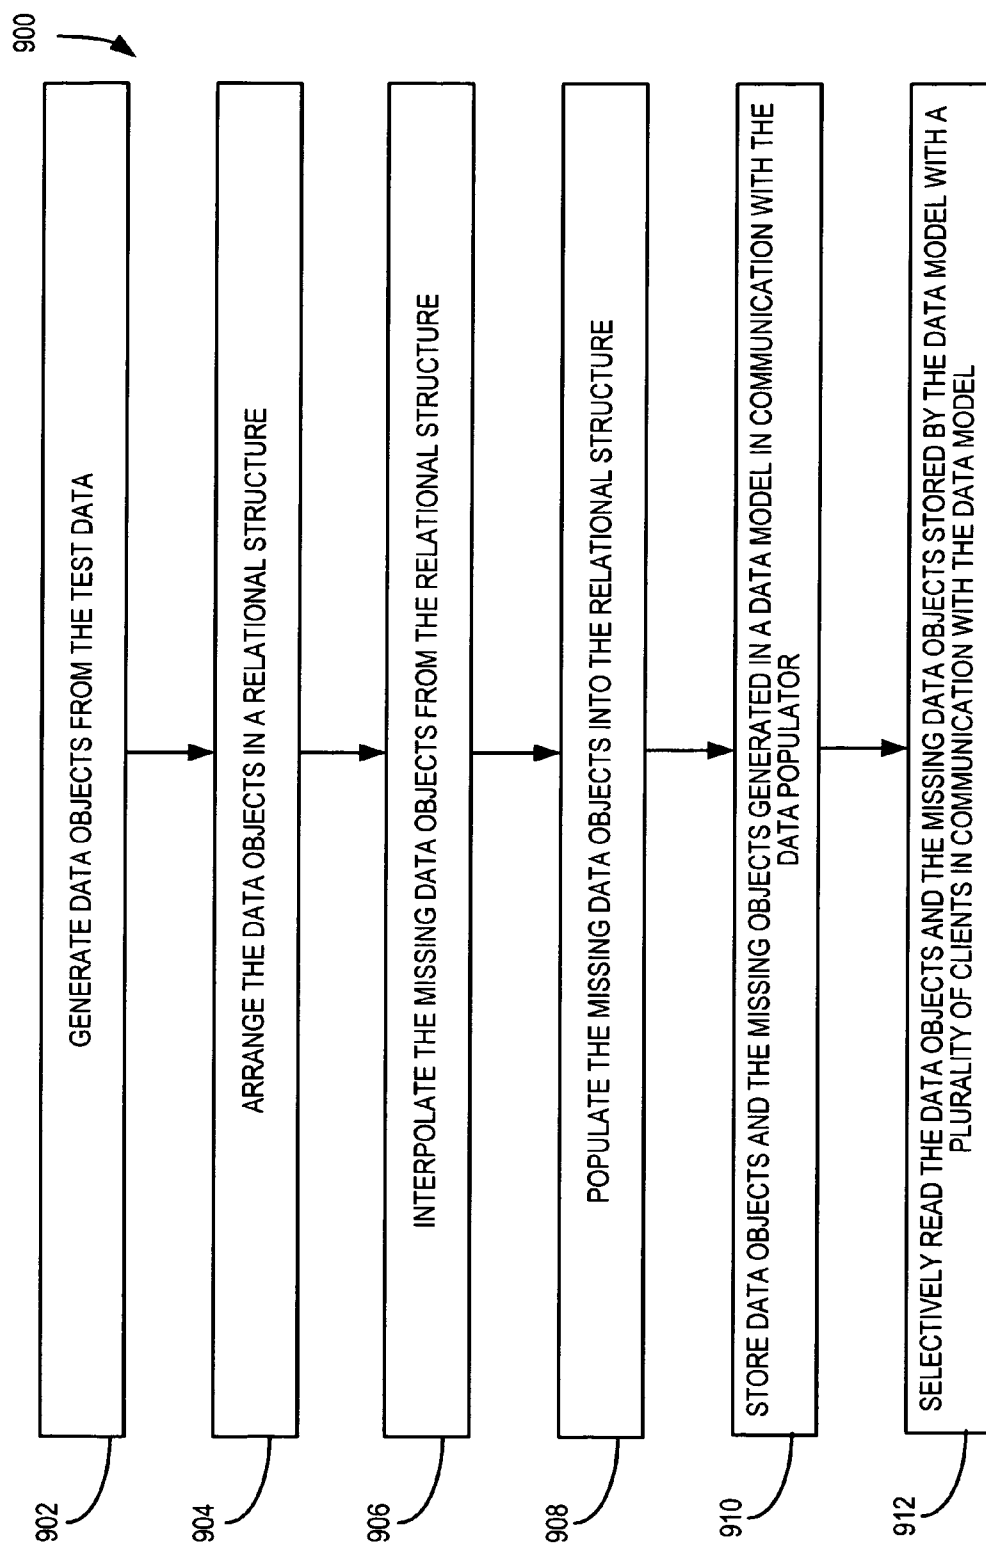 900
902
GENERATE DATA OBJECTS FROM THE TEST DATA
904
ARRANGE THE DATA OBJECTS IN A RELATIONAL STRUCTURE
906
INTERPOLATE THE MISSING DATA OBJECTS FROM THE RELATIONAL STRUCTURE
908
POPULATE THE MISSING DATA OBJECTS INTO THE RELATIONAL STRUCTURE
910
STORE DATA OBJECTS AND THE MISSING OBJECTS GENERATED IN A DATA MODEL IN COMMUNICATION WITH THE
DATA POPULATOR
912
SELECTIVELY READ THE DATA OBJECTS AND THE MISSING DATA OBJECTS STORED BY THE DATA MODEL WITH A
PLURALITY OF CLIENTS IN COMMUNICATION WITH THE DATA MODEL